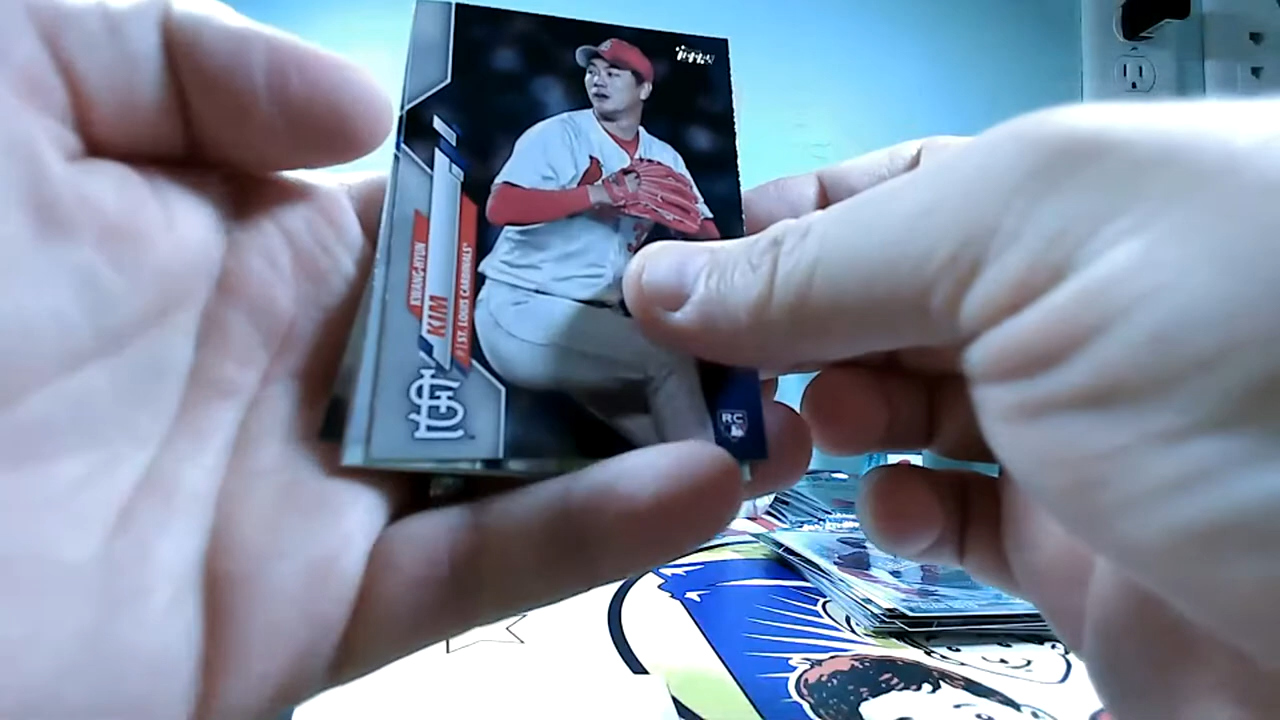 TOPPS
KWANG-HYUN
KIM
ST. LOUIS CARDINALS
STL
RC